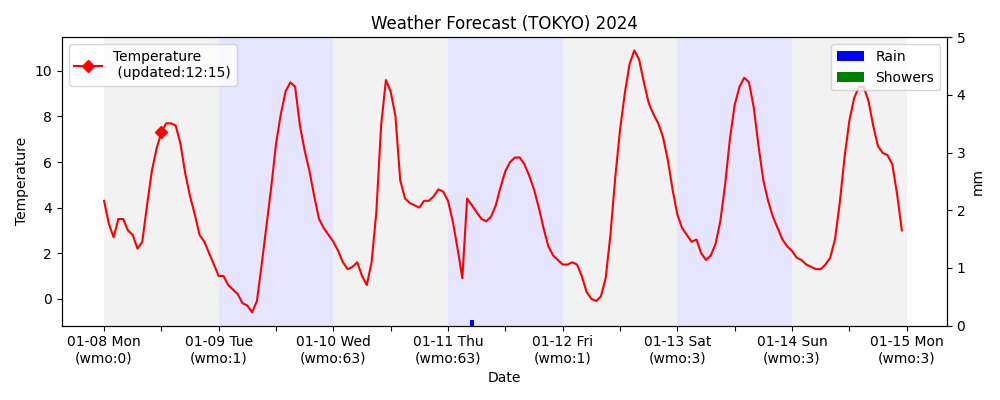 Weather Forecast (TOKYO) 2024
Temperature
(updated:12:15)
Rain
Showers
Temperature
10
8
6
4
2
0
5
4
3
2
1
0
mm
01-08 Mon
(wmo:0)
01-09 Tue
(wmo:1)
01-10 Wed
(wmo:63)
01-11 Thu
(wmo:63)
01-12 Fri
(wmo:1)
01-13 Sat
(wmo:3)
01-14 Sun
(wmo:3)
01-15 Mon
(wmo:3)
Date